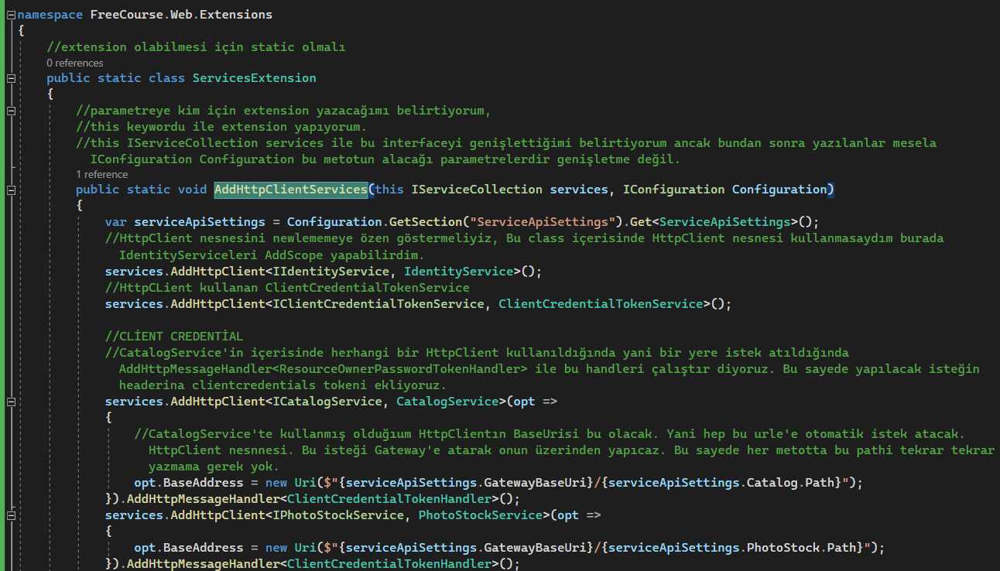 namespace FreeCourse.Web.Extensions
{
//extension olabilmesi için static olmalı
0 references
public static class ServicesExtension
{
//parametreye kim için extension yazacağımı belirtiyorum,
//this keywordu ile extension yapıyorum.
//this IServiceCollection services ile bu interfaceyi genişlettiğimi belirtiyorum ancak bundan sonra yazılanlar mesela
IConfiguration Configuration bu metotun alacağı parametrelerdir genişletme değil.
1 reference
public static void AddHttpClientServices(this IServiceCollection services, IConfiguration Configuration)
{
var serviceApiSettings = Configuration.GetSection("ServiceApiSettings").Get<ServiceApiSettings>();
//HttpClient nesnesini newlememeye özen göstermeliyiz, Bu class içerisinde HttpClient nesnesi kullanmasaydım burada
IdentityServiceleri AddScope yapabilirdim.
services.AddHttpClient<IIdentityService, IdentityService>();
//HttpCLient kullanan ClientCredentialTokenService
services.AddHttpClient<IClientCredentialTokenService, ClientCredentialTokenService>();
//CLİENT CREDENTİAL
//CatalogService'in içerisinde herhangi bir HttpClient kullanıldığında yani bir yere istek atıldığında
AddHttpMessageHandler<ResourceOwnerPasswordTokenHandler> ile bu handleri çalıştır diyoruz. Bu sayede yapılacak isteğin
headerina clientcredentials tokeni ekliyoruz.
services.AddHttpClient<ICatalogService, CatalogService>(opt =>
{
//CatalogService'te kullanmış olduğıum HttpClientın BaseUrisi bu olacak. Yani hep bu urle'e otomatik istek atacak.
HttpClient nesnnesi. Bu isteği Gateway'e atarak onun üzerinden yapıcaz. Bu sayede her metotta bu pathi tekrar tekrar
yazmama gerek yok.
opt.BaseAddress = new Uri($"{serviceApiSettings.GatewayBaseUri}/{serviceApiSettings.Catalog.Path}");
}).AddHttpMessageHandler<ClientCredentialTokenHandler>();
services.AddHttpClient<IPhotoStockService, PhotoStockService>(opt =>
{
opt.BaseAddress = new Uri($"{serviceApiSettings.GatewayBaseUri}/{serviceApiSettings.PhotoStock.Path}");
}).AddHttpMessageHandler<ClientCredentialTokenHandler>();